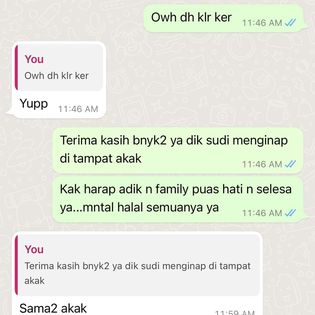 Owh dh klr ker
11:46 AM
You
Owh dh klr ker
Yupp
11:46 AM
Terima kasih bnyk2 ya dik sudi menginap
di tampat akak
11:46 AM
Kak harap adik n family puas hati n selesa
ya...mntal halal semuanya ya
11:46 AM
You
Terima kasih bnyk2 ya dik sudi menginap di tampat
akak
Sama2 akak
11:59 AM